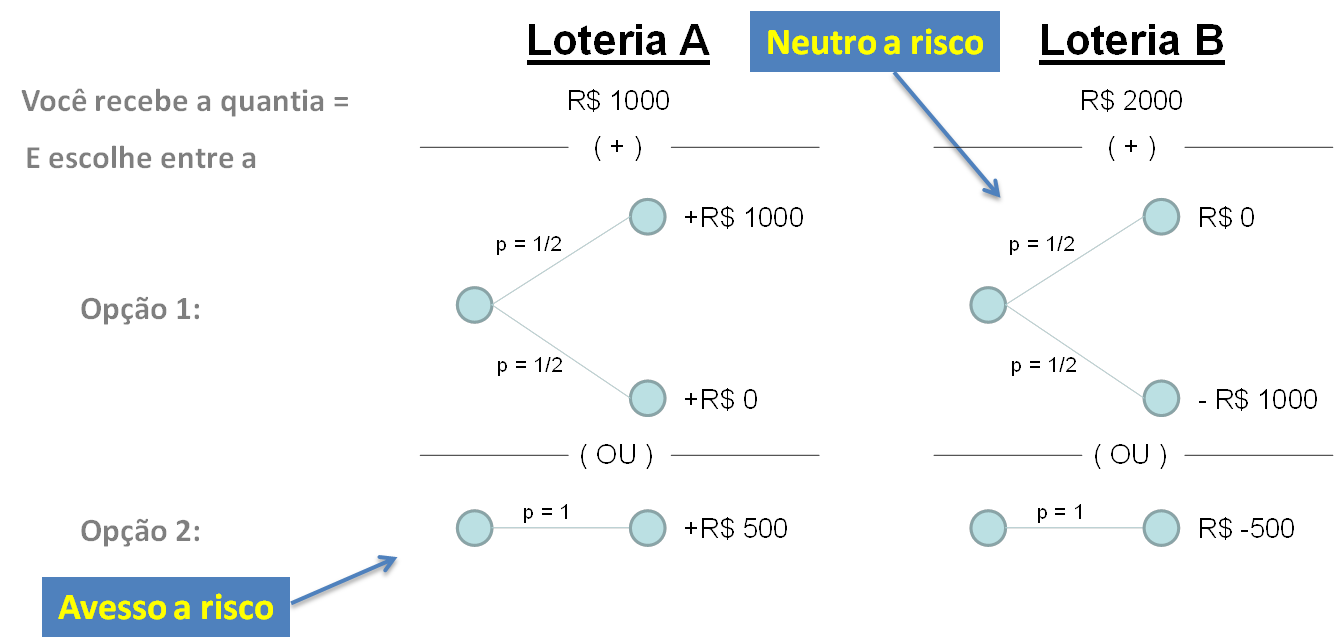 Loteria A
Neutro a risco
Loteria B
Você recebe a quantia =
R$ 1000
R$ 2000
E escolhe entre a
( + )
( + )
+R$ 1000
R$ 0
p = 1/2
p = 1/2
Opção 1:
p = 1/2
p = 1/2
+R$ 0
- R$ 1000
( OU )
( OU )
Opção 2:
p = 1
+R$ 500
p = 1
R$ -500
Avesso a risco